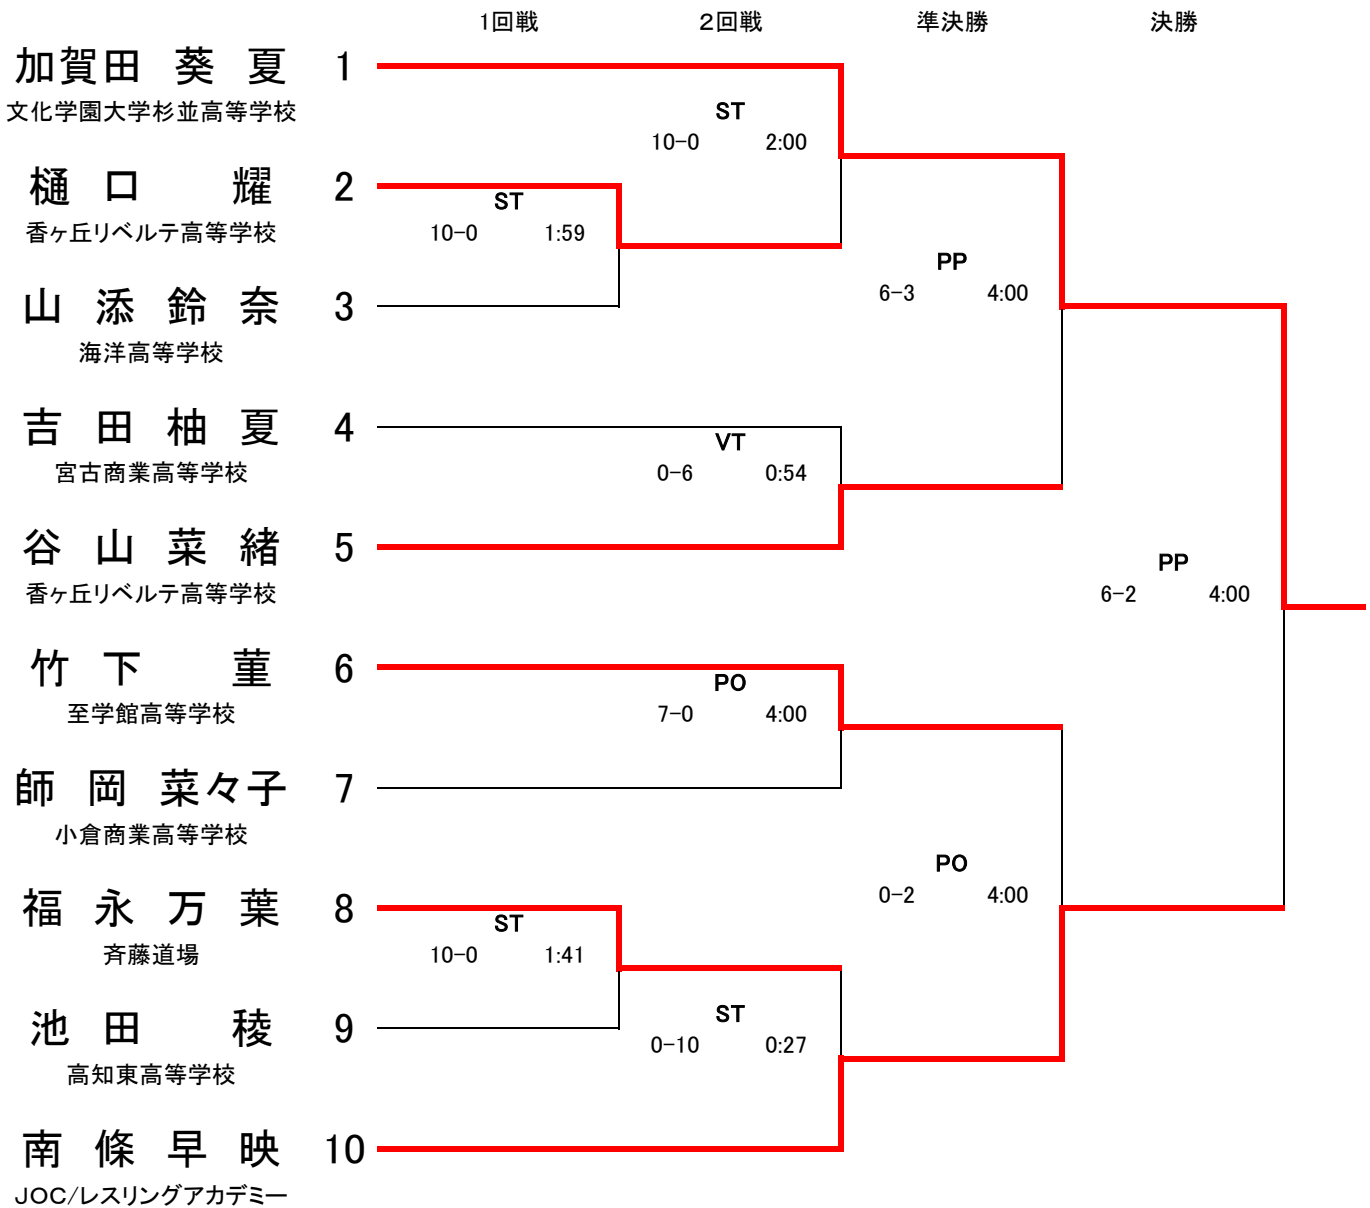 1回戦 2回戦 準決勝 決勝
加賀田 葵 夏 1
文化学園大学杉並高等学校
ST
10-0 2:00
樋 口 耀 2
香ヶ丘リベルテ高等学校
ST
10-0 1:59
山 添 鈴 奈 3
海洋高等学校
PP
6-3 4:00
吉 田 柚 夏 4
宮古商業高等学校
VT
0-6 0:54
谷 山 菜 緒 5
香ヶ丘リベルテ高等学校
PP
6-2 4:00
竹 下 菫 6
至学館高等学校
PO
7-0 4:00
師 岡 菜々子 7
小倉商業高等学校
PO
0-2 4:00
福 永 万 葉 8
斉藤道場
ST
10-0 1:41
池 田 稜 9
高知東高等学校
ST
0-10 0:27
南 條 早 映 10
JOC/レスリングアカデミー